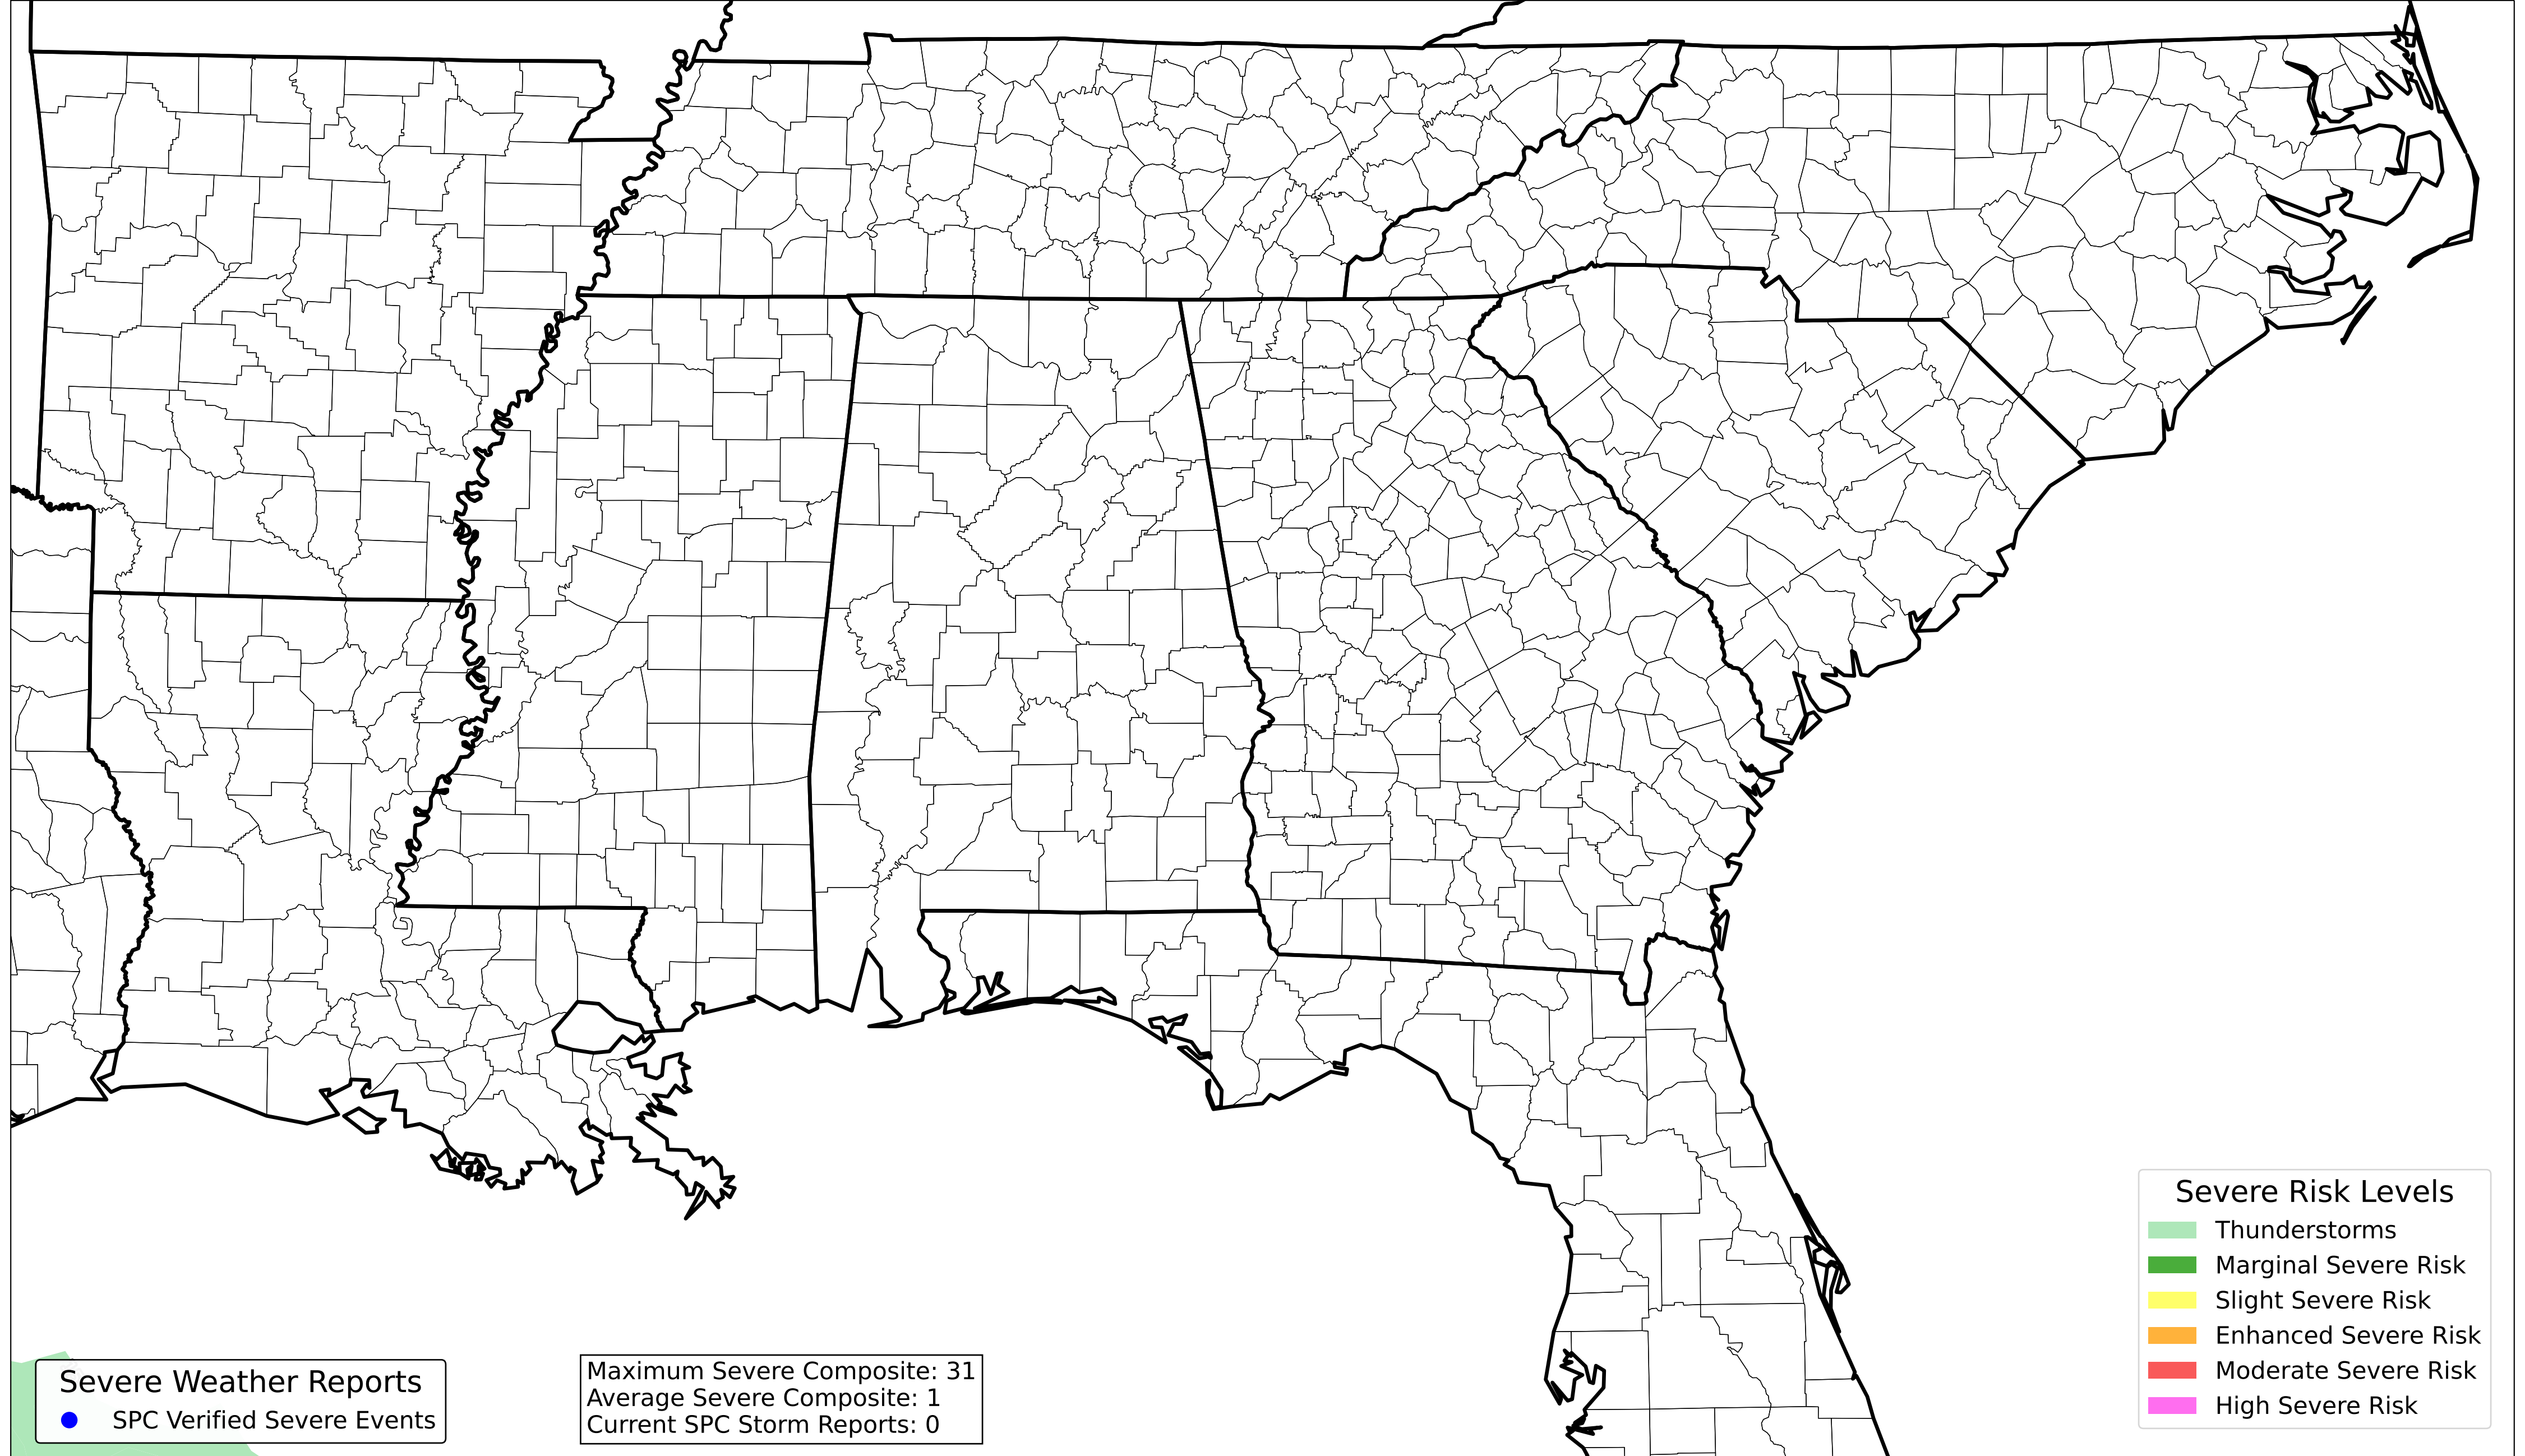 Severe Weather Reports
SPC Verified Severe Events
Maximum Severe Composite: 31
Average Severe Composite: 1
Current SPC Storm Reports: 0
Severe Risk Levels
Thunderstorms
Marginal Severe Risk
Slight Severe Risk
Enhanced Severe Risk
Moderate Severe Risk
High Severe Risk